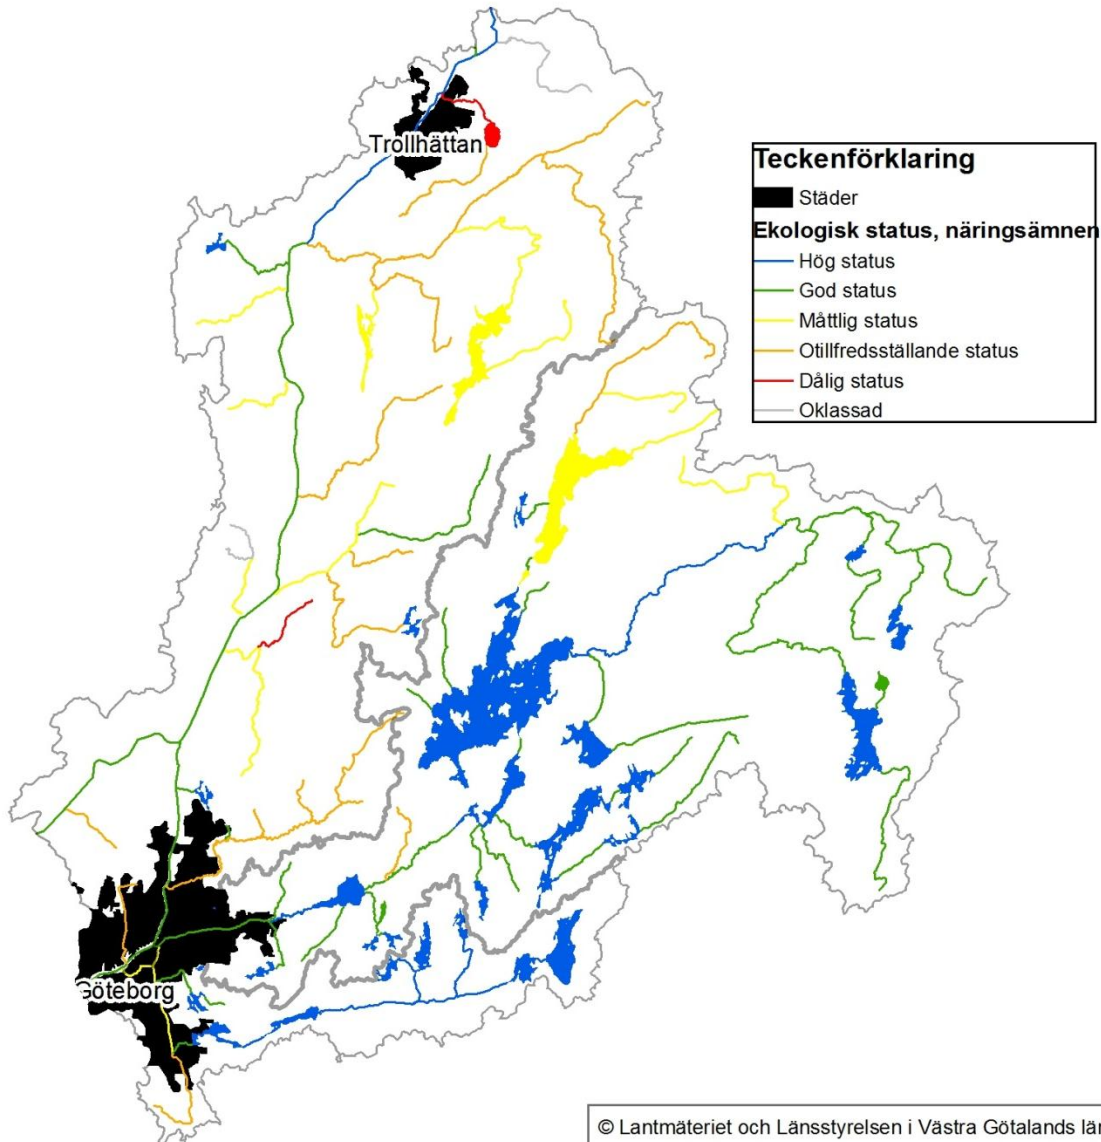 Trollhättan
Teckenförklaring
Städer
Ekologisk status, näringsämnen
Hög status
God status
Måttlig status
Otillfredsställande status
Dålig status
Oklassad
Göteborg
© Lantmäteriet och Länsstyrelsen i Västra Götalands län